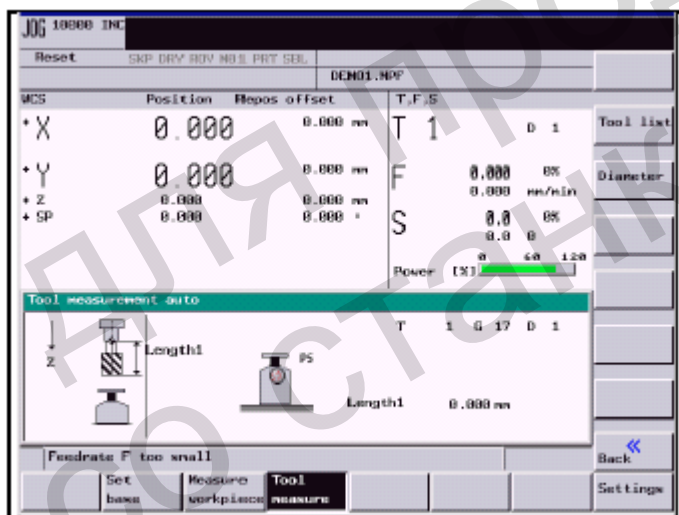 JOG 10000 INC
Reset SKP DRY ROV M01 PRT SBL
DEMO1.MPF
WCS Position Repos offset T,F,S
+ X 0.000 0.000 mm T 1 D 1
Tool list
+ Y 0.000 0.000 mm F 0.000 0%
0.000 mm/min
Diameter
+ Z 0.000 0.000 mm
+ SP 0.000 0.000 ° S 0.0 0%
0.0 0
0 60 120
Power [%]
Tool measurement auto
T 1 G 17 D 1
Z Length1 PS
Length1 0.000 mm
Feedrate F too small
Back «
Set base Measure workpiece Tool measure Settings
для про
со станк